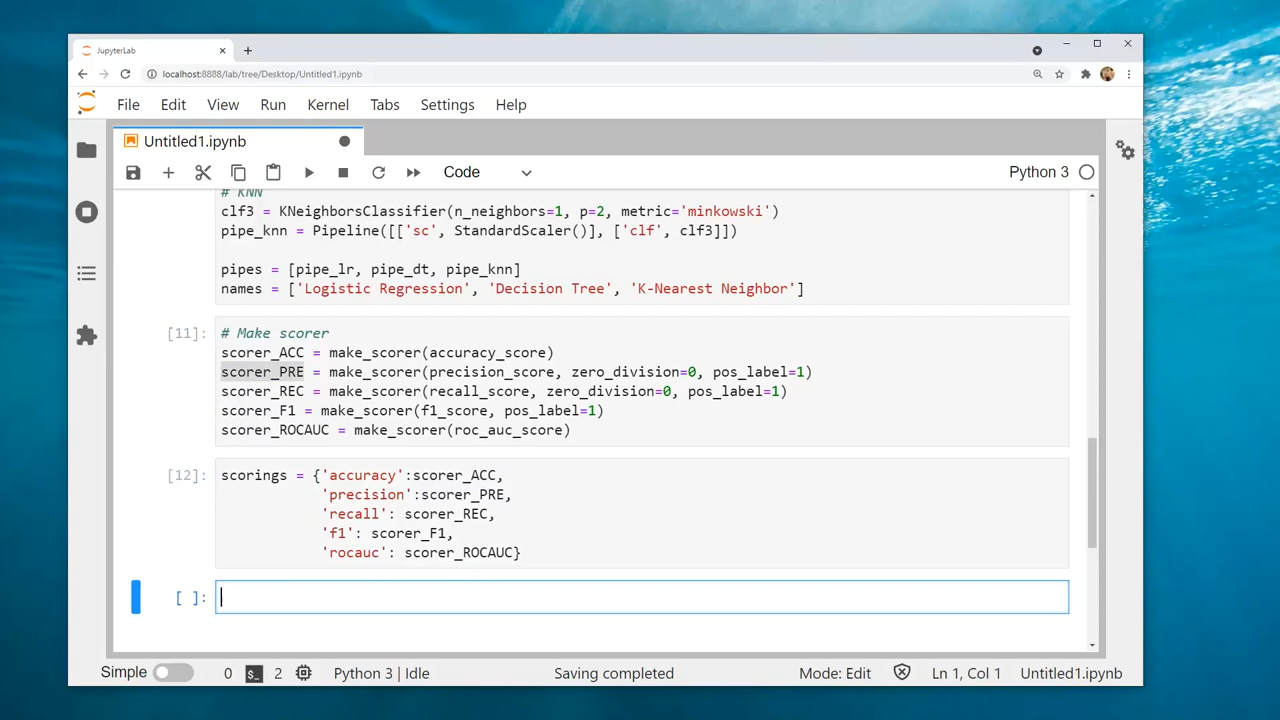 JupyterLab
localhost:8888/lab/tree/Desktop/Untitled1.ipynb
File Edit View Run Kernel Tabs Settings Help
Untitled1.ipynb
Code Python 3
# KNN
clf3 = KNeighborsClassifier(n_neighbors=1, p=2, metric='minkowski')
pipe_knn = Pipeline([['sc', StandardScaler()], ['clf', clf3]])
pipes = [pipe_lr, pipe_dt, pipe_knn]
names = ['Logistic Regression', 'Decision Tree', 'K-Nearest Neighbor']
[11]: # Make scorer
scorer_ACC = make_scorer(accuracy_score)
scorer_PRE = make_scorer(precision_score, zero_division=0, pos_label=1)
scorer_REC = make_scorer(recall_score, zero_division=0, pos_label=1)
scorer_F1 = make_scorer(f1_score, pos_label=1)
scorer_ROCAUC = make_scorer(roc_auc_score)
[12]: scorings = {'accuracy':scorer_ACC,
'precision':scorer_PRE,
'recall': scorer_REC,
'f1': scorer_F1,
'rocauc': scorer_ROCAUC}
[ ]:
Simple 0 $_ 2 Python 3 | Idle Saving completed Mode: Edit Ln 1, Col 1 Untitled1.ipynb